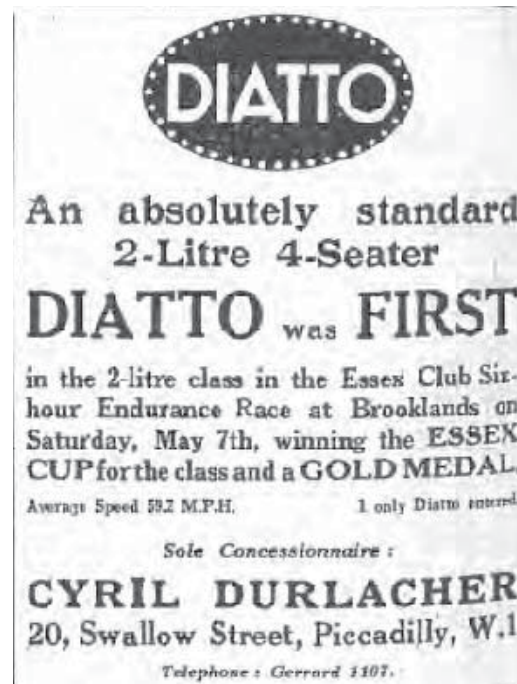 DIATTO
An absolutely standard
2-Litre 4-Seater
DIATTO was FIRST
in the 2-litre class in the Essex Club Six-
hour Endurance Race at Brooklands on
Saturday, May 7th, winning the ESSEX
CUP for the class and a GOLD MEDAL.
Average Speed 59.2 M.P.H. 1 only Diatto entered
Sole Concessionnaire :
CYRIL DURLACHER
20, Swallow Street, Piccadilly, W.1
Telephone : Gerrard 1107.